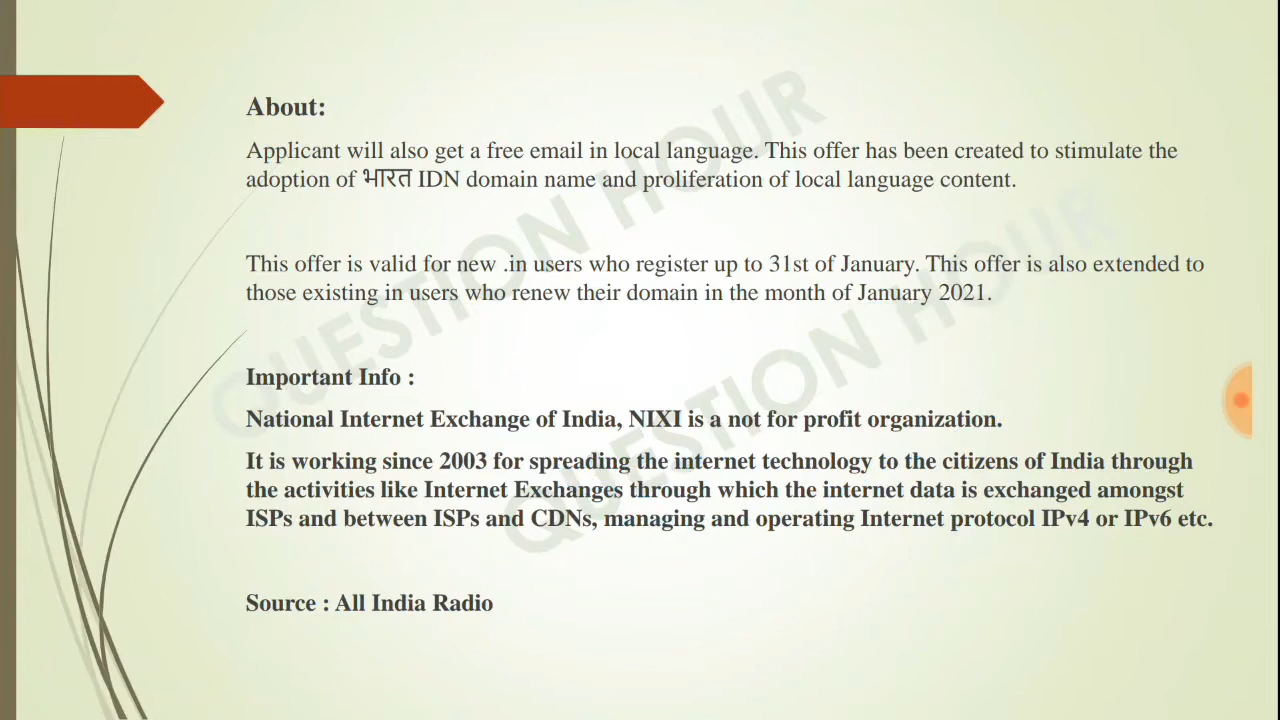 About:
Applicant will also get a free email in local language. This offer has been created to stimulate the
adoption of भारत IDN domain name and proliferation of local language content.
This offer is valid for new .in users who register up to 31st of January. This offer is also extended to
those existing in users who renew their domain in the month of January 2021.
Important Info :
National Internet Exchange of India, NIXI is a not for profit organization.
It is working since 2003 for spreading the internet technology to the citizens of India through
the activities like Internet Exchanges through which the internet data is exchanged amongst
ISPs and between ISPs and CDNs, managing and operating Internet protocol IPv4 or IPv6 etc.
Source : All India Radio
QUESTION HOUR
QUESTION HOUR